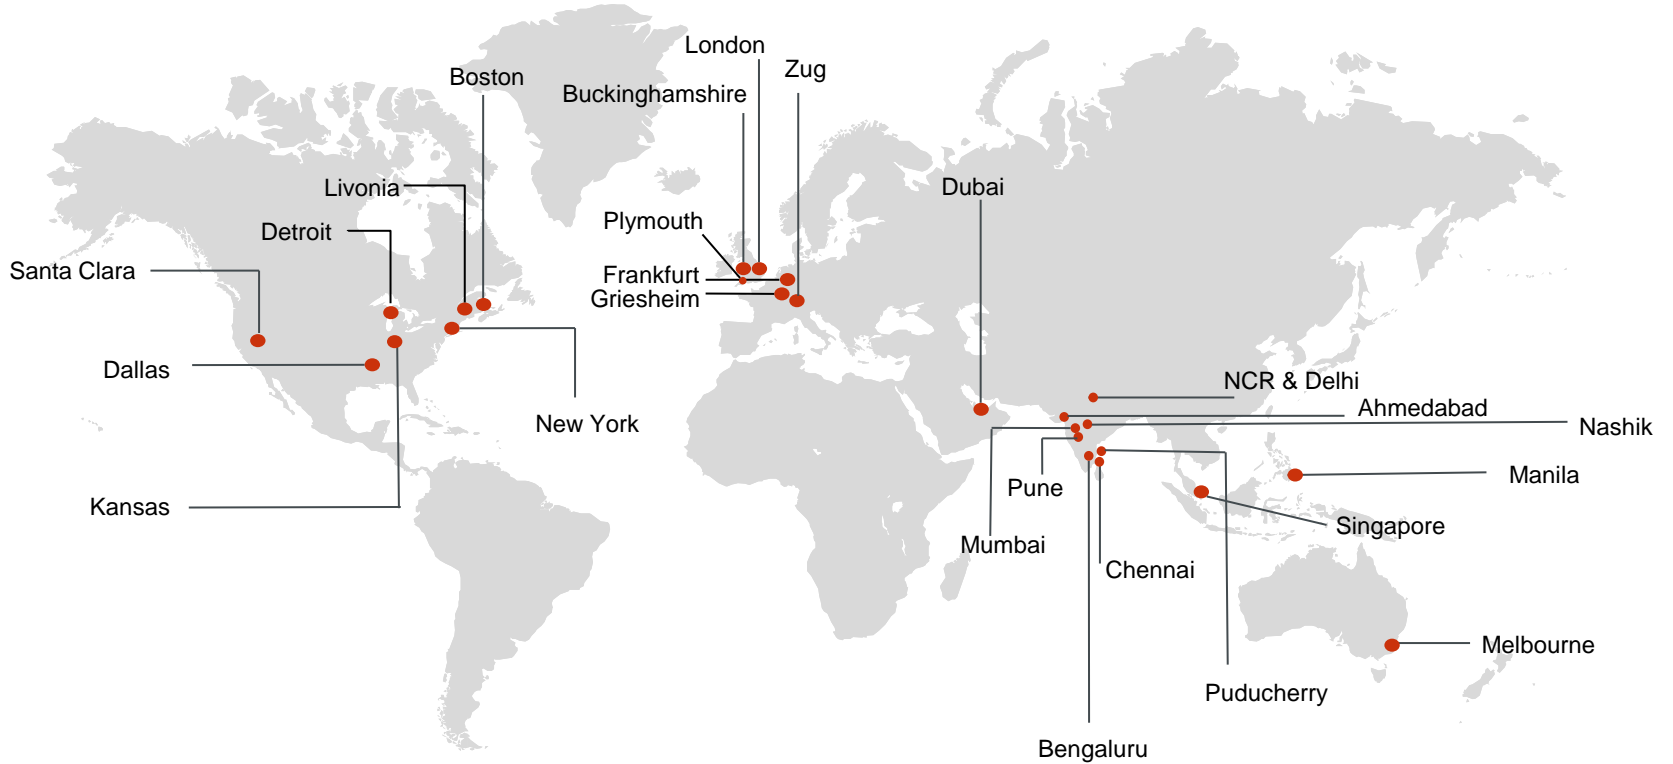 London
Zug
Boston
Buckinghamshire
Livonia
Dubai
Plymouth
Detroit
Santa Clara
Frankfurt
Griesheim
Dallas
NCR & Delhi
Ahmedabad
New York
Nashik
Manila
Pune
Kansas
Singapore
Mumbai
Chennai
Melbourne
Puducherry
Bengaluru